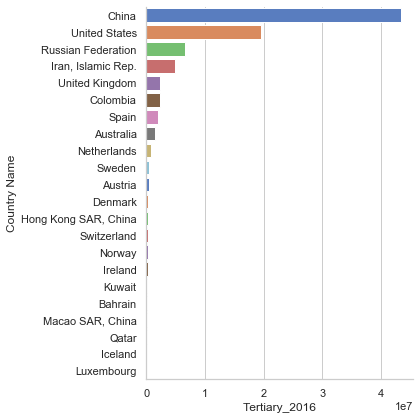 China
United States
Russian Federation
Iran, Islamic Rep.
United Kingdom
Colombia
Spain
Australia
Netherlands
Sweden
Austria
Denmark
Hong Kong SAR, China
Switzerland
Norway
Ireland
Kuwait
Bahrain
Macao SAR, China
Qatar
Iceland
Luxembourg
Country Name
0 1 2 3 4
1e7
Tertiary_2016